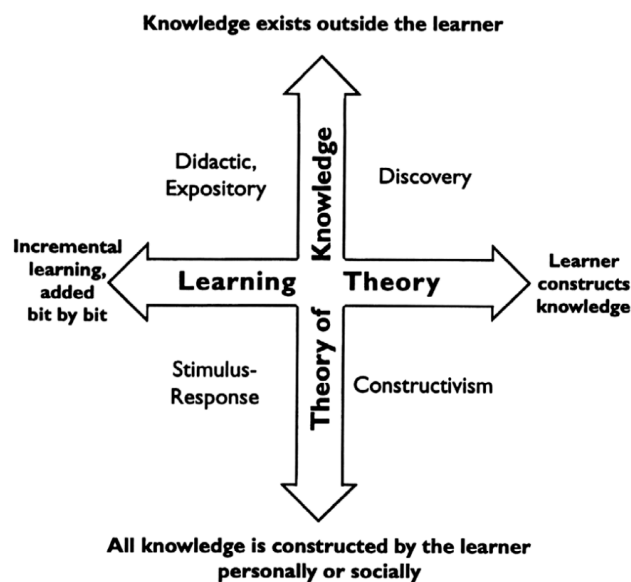 Knowledge exists outside the learner
Didactic,
Expository
Discovery
Theory of Knowledge
Incremental
learning,
added
bit by bit
Learning Theory
Learner
constructs
knowledge
Stimulus-
Response
Constructivism
All knowledge is constructed by the learner
personally or socially